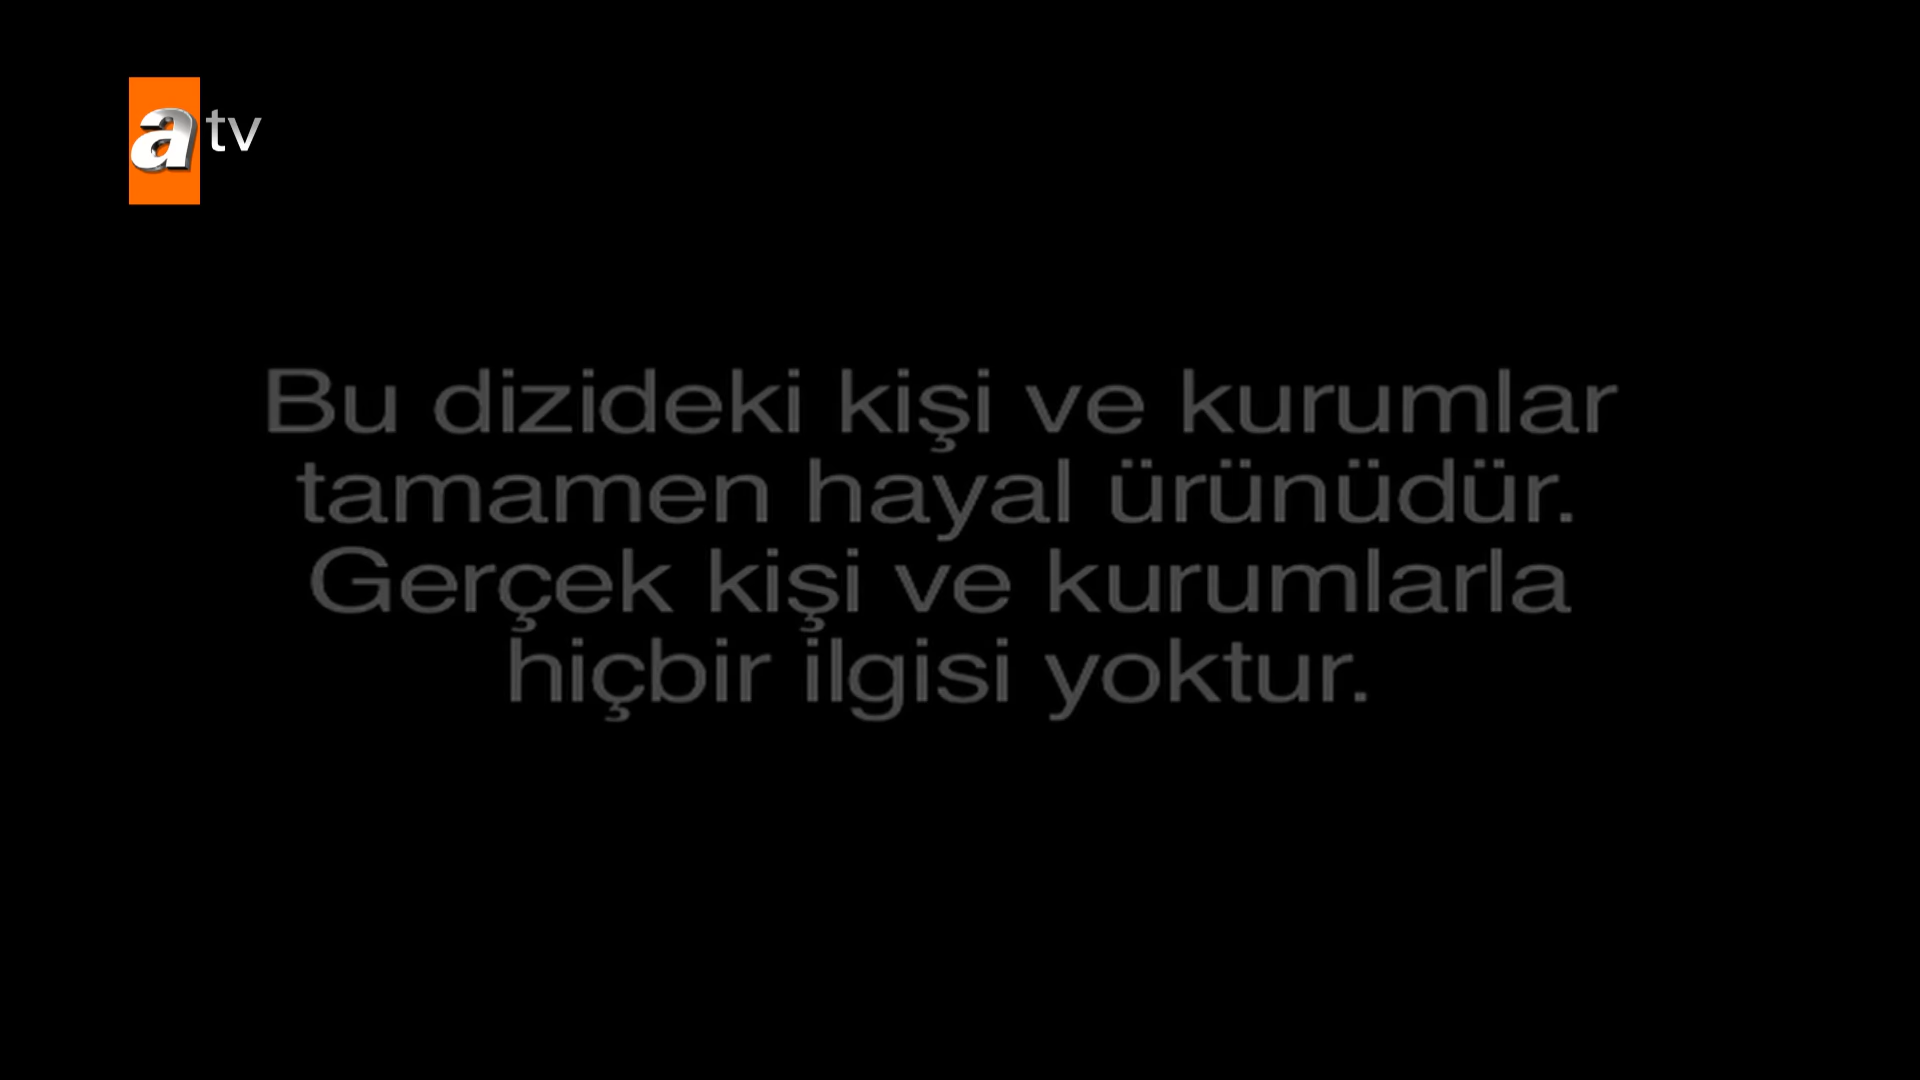 atv
Bu dizideki kişi ve kurumlar
tamamen hayal ürünüdür.
Gerçek kişi ve kurumlarla
hiçbir ilgisi yoktur.